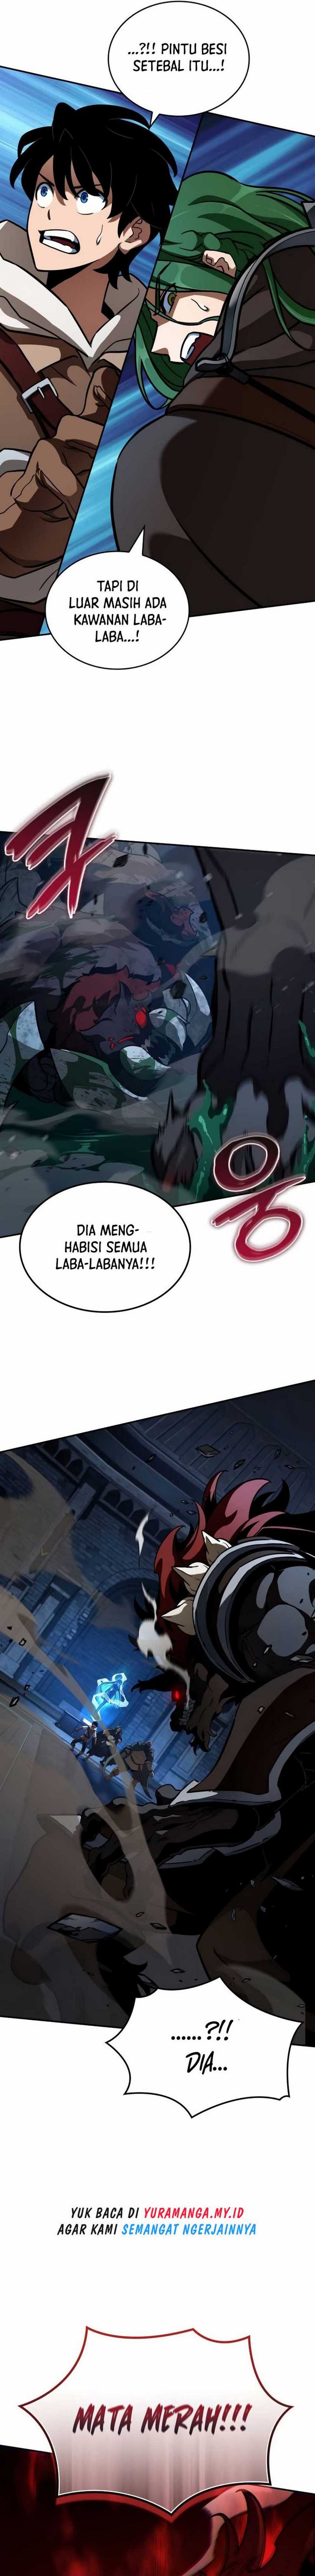 ...?!! PINTU BESI
SETEBAL ITU...!
TAPI DI
LUAR MASIH ADA
KAWANAN LABA-
LABA...!
쿠
웅
DIA MENG-
HABISI SEMUA
LABA-LABANYA!!!
......?!!
DIA...
YUK BACA DI YURAMANGA.MY.ID
AGAR KAMI SEMANGAT NGERJAINNYA
MATA MERAH!!!